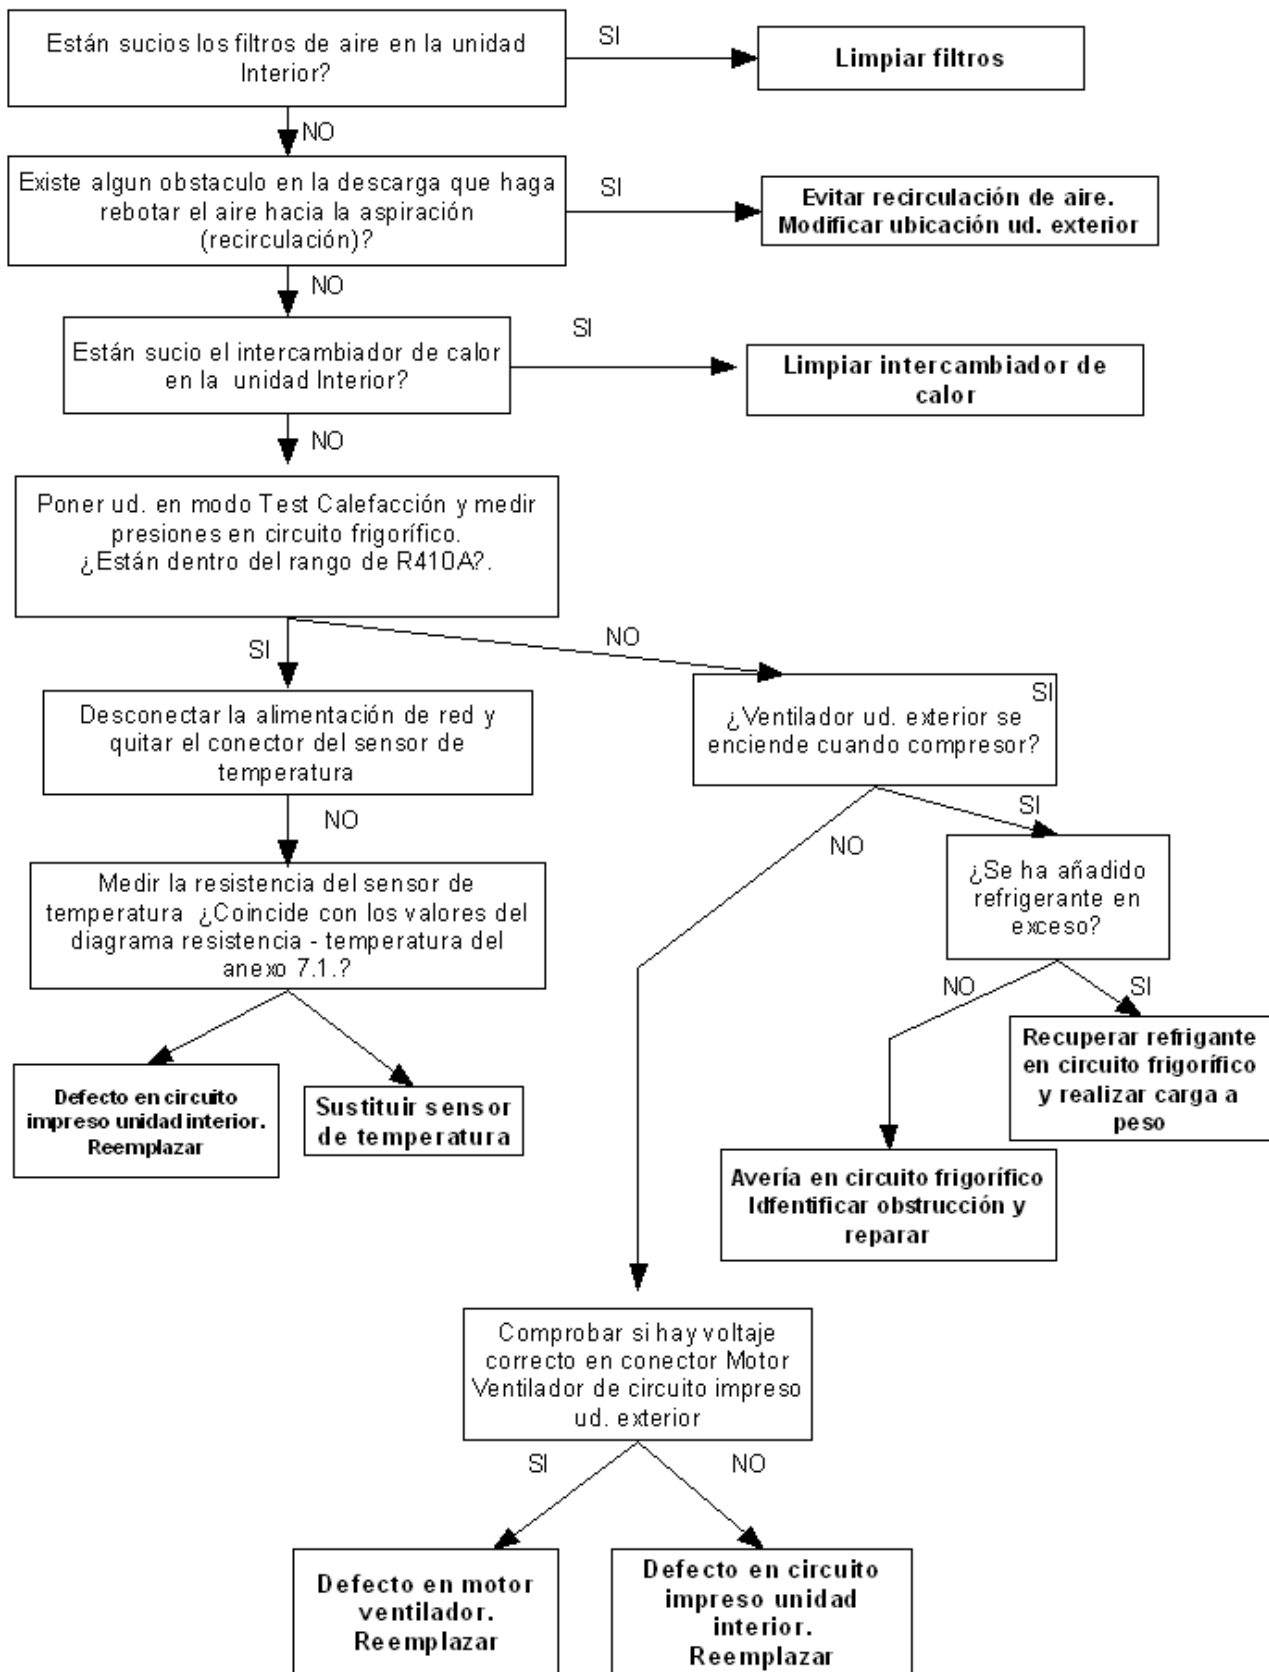 Están sucios los filtros de aire en la unidad
Interior?
SI
Limpiar filtros
NO
Existe algun obstaculo en la descarga que haga
rebotar el aire hacia la aspiración
(recirculación)?
SI
Evitar recirculación de aire.
Modificar ubicación ud. exterior
NO
Están sucio el intercambiador de calor
en la unidad Interior?
SI
Limpiar intercambiador de
calor
NO
Poner ud. en modo Test Calefacción y medir
presiones en circuito frigorífico.
¿Están dentro del rango de R410A?.
SI
NO
Desconectar la alimentación de red y
quitar el conector del sensor de
temperatura
SI
¿Ventilador ud. exterior se
enciende cuando compresor?
NO
SI
NO
Medir la resistencia del sensor de
temperatura ¿Coincide con los valores del
diagrama resistencia - temperatura del
anexo 7.1.?
¿Se ha añadido
refrigerante en
exceso?
NO
SI
Defecto en circuito
impreso unidad interior.
Reemplazar
Sustituir sensor
de temperatura
Recuperar refrigante
en circuito frigorífico
y realizar carga a
peso
Avería en circuito frigorífico
Idfentificar obstrucción y
reparar
Comprobar si hay voltaje
correcto en conector Motor
Ventilador de circuito impreso
ud. exterior
SI
NO
Defecto en motor
ventilador.
Reemplazar
Defecto en circuito
impreso unidad
interior.
Reemplazar